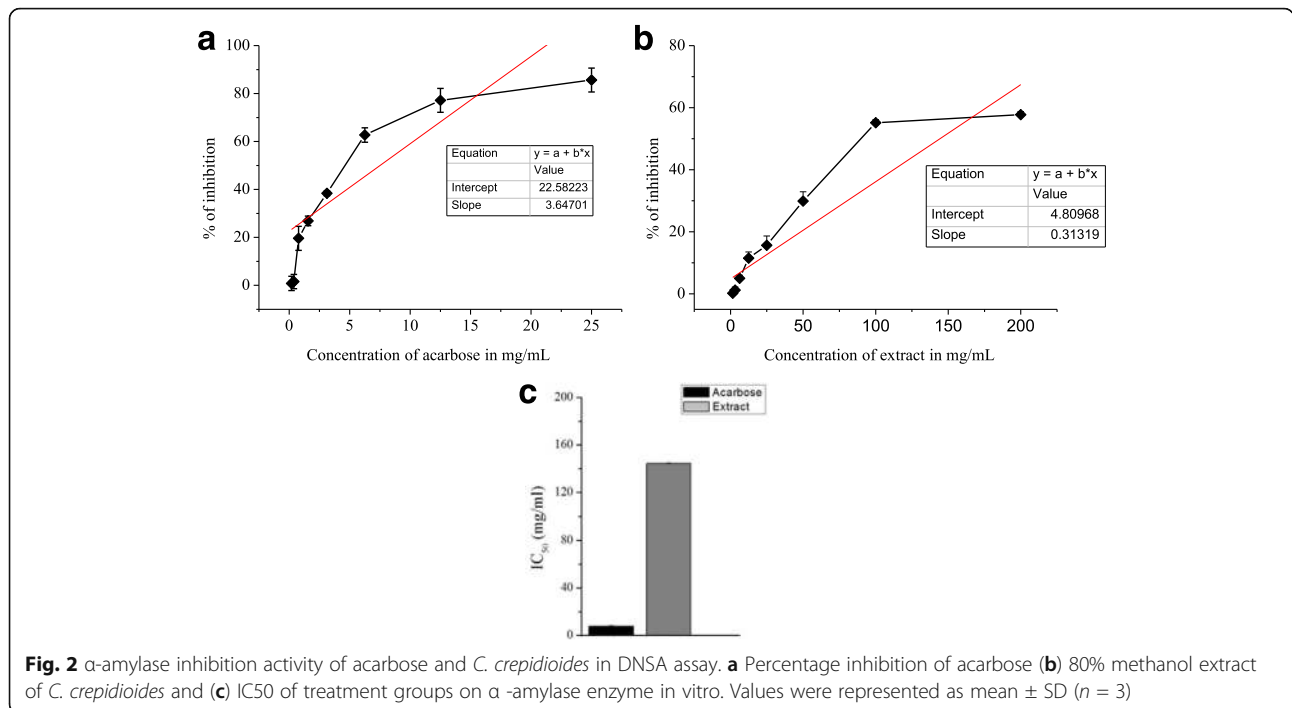 a
100
80
60
40
20
0
% of inhibition
0 5 10 15 20 25
Concentration of acarbose in mg/mL
Equation y = a + b*x
Value
Intercept 22.58223
Slope 3.64701
b
80
60
40
20
0
% of inhibition
0 50 100 150 200
Concentration of extract in mg/mL
Equation y = a + b*x
Value
Intercept 4.80968
Slope 0.31319
c
200
160
120
80
40
0
IC50 (mg/ml)
Acarbose
Extract
Fig. 2 α-amylase inhibition activity of acarbose and C. crepidioides in DNSA assay. a Percentage inhibition of acarbose (b) 80% methanol extract
of C. crepidioides and (c) IC50 of treatment groups on α -amylase enzyme in vitro. Values were represented as mean ± SD (n = 3)